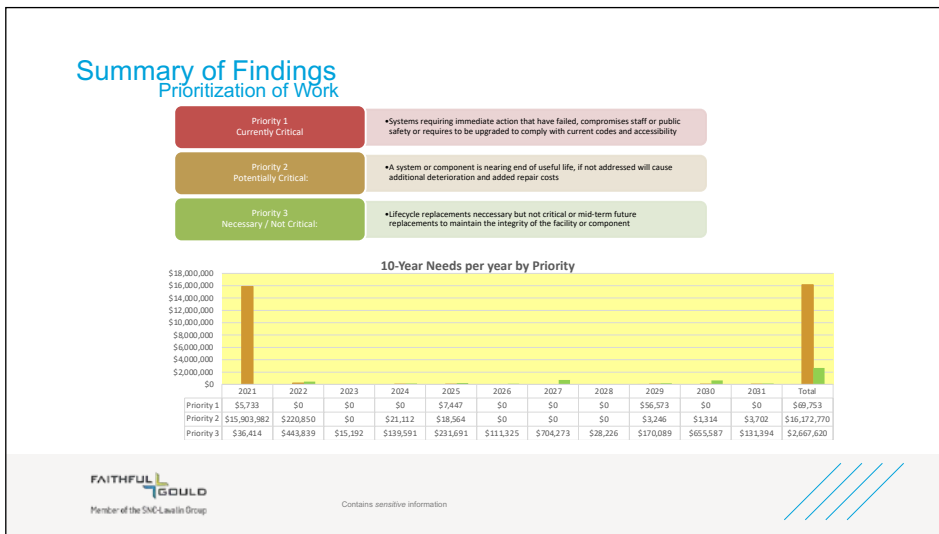 Summary of Findings
Prioritization of Work
Priority 1
Currently Critical
•Systems requiring immediate action that have failed, compromises staff or public
safety or requires to be upgraded to comply with current codes and accessibility
Priority 2
Potentially Critical:
•A system or component is nearing end of useful life, if not addressed will cause
additional deterioration and added repair costs
Priority 3
Necessary / Not Critical:
•Lifecycle replacements neccessary but not critical or mid-term future
replacements to maintain the integrity of the facility or component
10-Year Needs per year by Priority
$18,000,000
$16,000,000
$14,000,000
$12,000,000
$10,000,000
$8,000,000
$6,000,000
$4,000,000
$2,000,000
$0
2021 2022 2023 2024 2025 2026 2027 2028 2029 2030 2031 Total
Priority 1 $5,733 $0 $0 $0 $7,447 $0 $0 $0 $56,573 $0 $0 $69,753
Priority 2 $15,903,982 $220,850 $0 $21,112 $18,564 $0 $0 $0 $3,246 $1,314 $3,702 $16,172,770
Priority 3 $36,414 $443,839 $15,192 $139,591 $231,691 $111,325 $704,273 $28,226 $170,089 $655,587 $131,394 $2,667,620
FAITHFUL
GOULD
Member of the SNC-Lavalin Group
Contains sensitive information